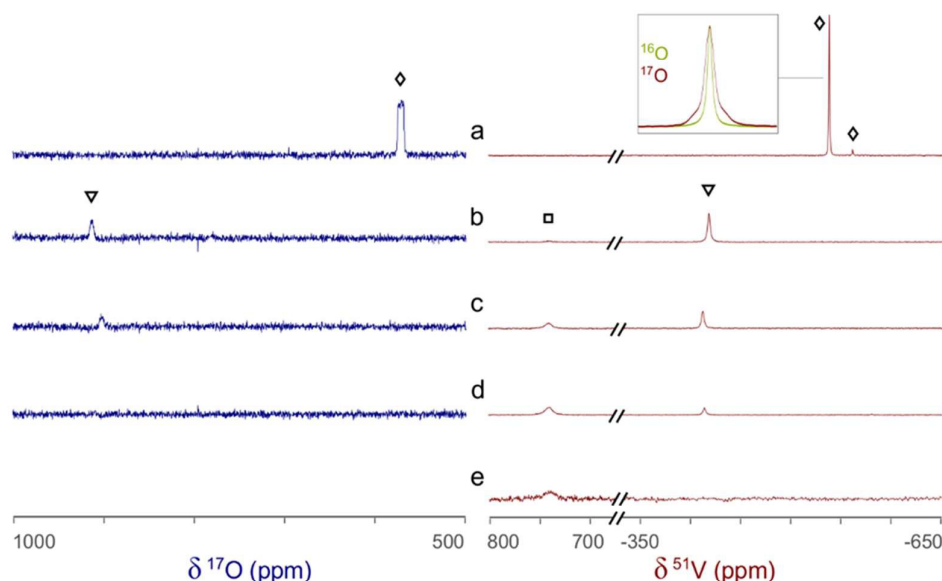 16O
17O
a
b
c
d
e
1000
500
800
700
-350
-650
δ 17O (ppm)
δ 51V (ppm)